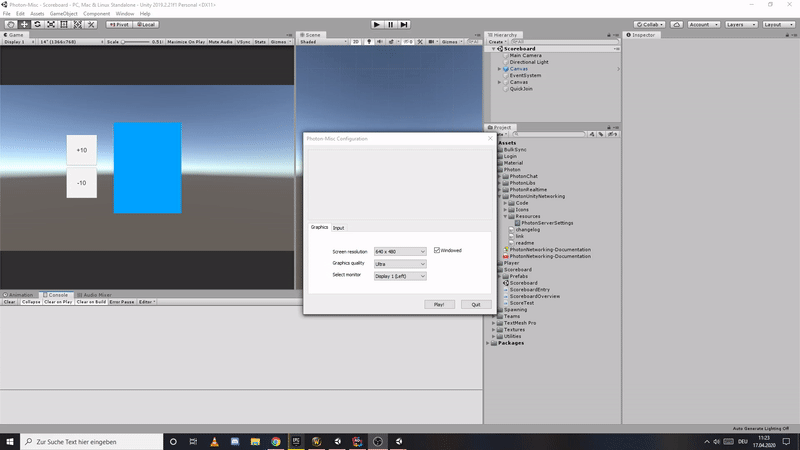 Photon-Misc - Scoreboard - PC, Mac & Linux Standalone - Unity 2019.2.21f1 Personal <DX11>
File Edit Assets GameObject Component Window Help
Pivot Local Collab Account Layers Layout
Game Scene Hierarchy Inspector
Display 1 16" (1366x768) Scale Maximize On Play Mute Audio VSync Stats Gizmos Shaded 2D Gizmos Create
Scoreboard
Main Camera
Directional Light
Canvas
EventSystem
Canvas
QuickJoin
+10
-10
Photon-Misc Configuration
Graphics Input
Screen resolution 640 x 480 Windowed
Graphics quality Ultra
Select monitor Display 1 (Left)
Play! Quit
Project
Assets
BulkSync
Login
Material
Photon
PhotonChat
PhotonLibs
PhotonRealtime
PhotonUnityNetworking
Code
Icons
Resources
PhotonServerSettings
changelog
link
readme
PhotonNetworking-Documentation
PhotonNetworking-Documentation
Player
Scoreboard
Prefabs
Scoreboard
ScoreboardEntry
ScoreboardOverview
ScoreTest
Spawning
Teams
TextMesh Pro
Textures
Utilities
Packages
Animation Console Audio Mixer
Clear Collapse Clear on Play Clear on Build Error Pause Editor
Auto Generate Lighting Off
Zur Suche Text hier eingeben
DEU
11:23
17.04.2020